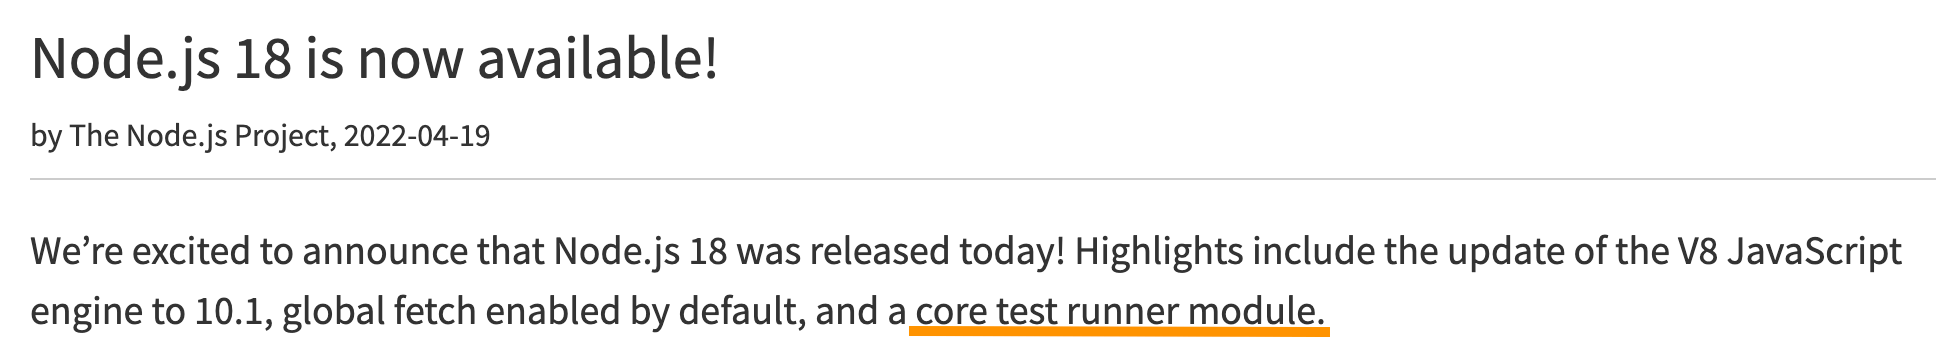 Node.js 18 is now available!
by The Node.js Project, 2022-04-19
We’re excited to announce that Node.js 18 was released today! Highlights include the update of the V8 JavaScript
engine to 10.1, global fetch enabled by default, and a core test runner module.